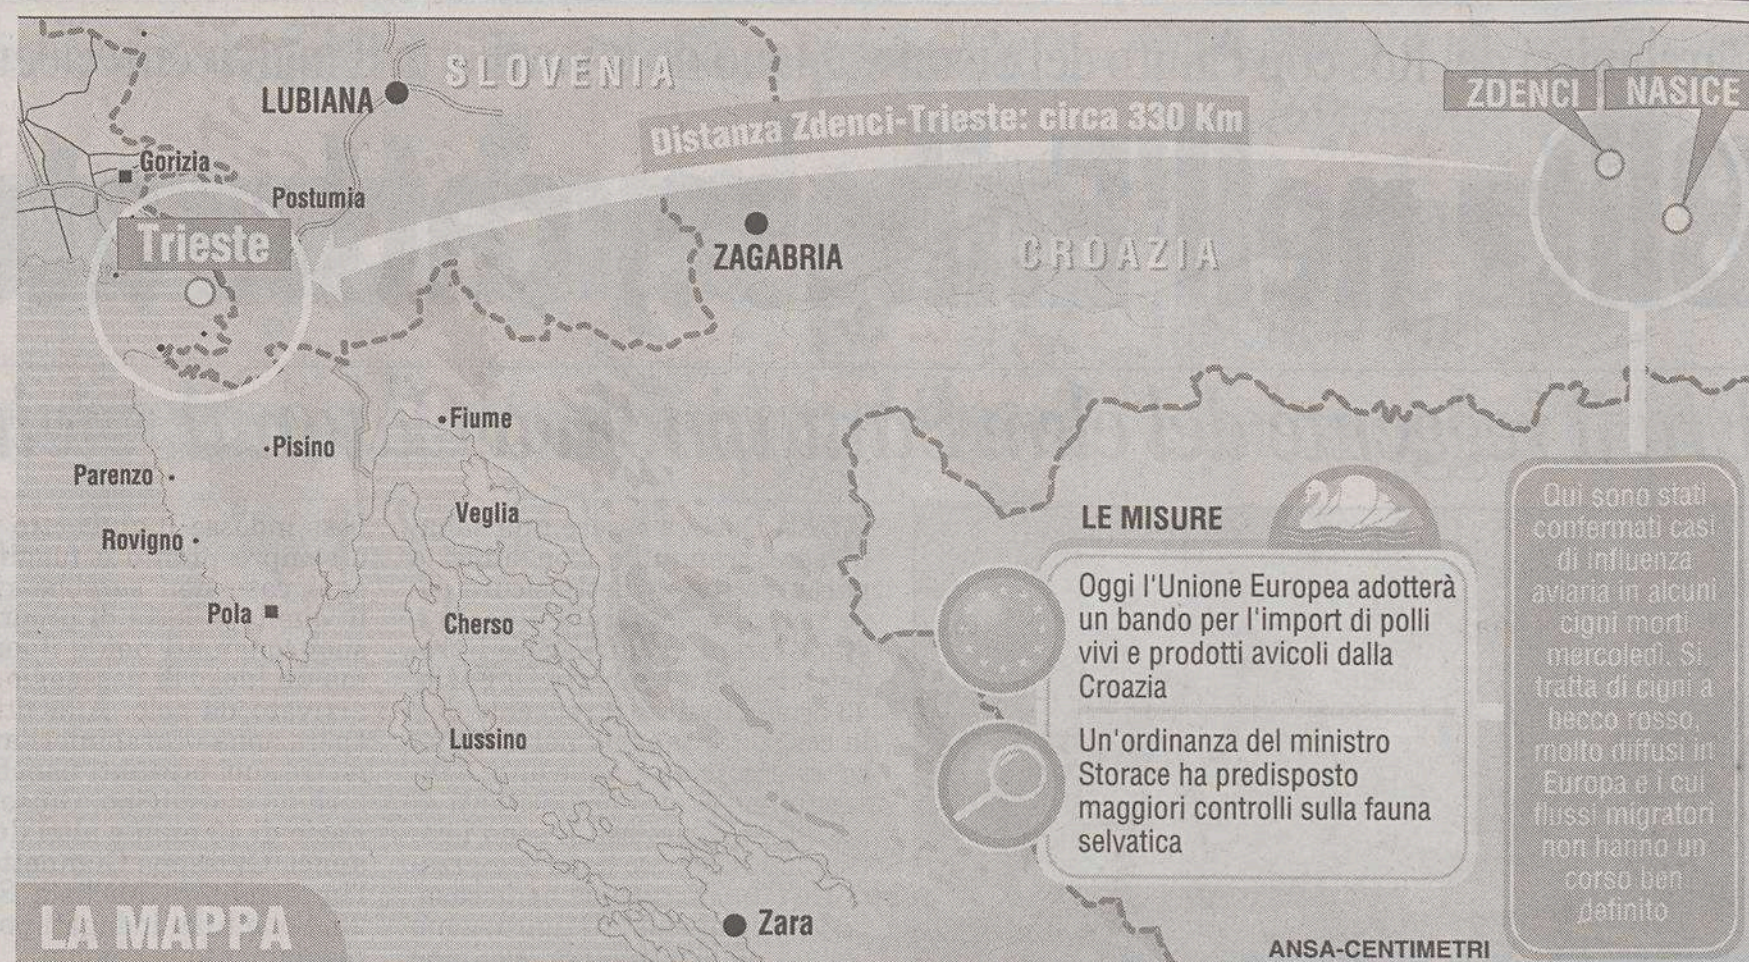 SLOVENIA
LUBIANA
ZDENCI
NASICE
Distanza Zdenci-Trieste: circa 330 Km
Gorizia
Postumia
Trieste
ZAGABRIA
CROAZIA
Fiume
Pisino
Parenzo
Veglia
Rovigno
Pola
Cherso
Lussino
Zara
LE MISURE
Oggi l'Unione Europea adotterà
un bando per l'import di polli
vivi e prodotti avicoli dalla
Croazia
Un'ordinanza del ministro
Storace ha predisposto
maggiori controlli sulla fauna
selvatica
Qui sono stati
confermati casi
di influenza
aviaria in alcuni
cigni morti
mercoledì. Si
tratta di cigni a
becco rosso,
molto diffusi in
Europa e i cui
flussi migratori
non hanno un
corso ben
definito
LA MAPPA
ANSA-CENTIMETRI